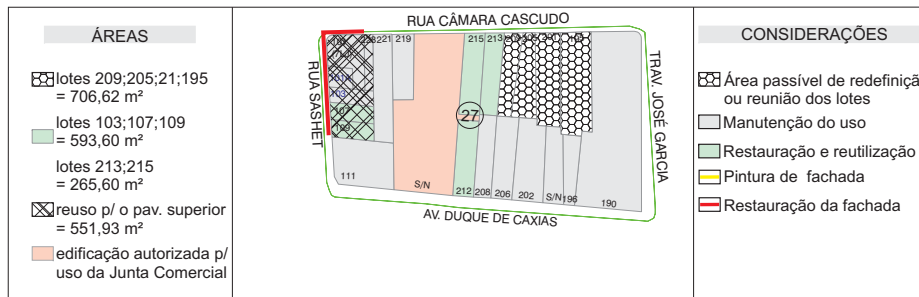 ÁREAS
lotes 209;205;21;195
= 706,62 m²
lotes 103;107;109
= 593,60 m²
lotes 213;215
= 265,60 m²
reuso p/ o pav. superior
= 551,93 m²
edificação autorizada p/
uso da Junta Comercial
RUA CÂMARA CASCUDO
221
219
215
213
RUA SASHET
TRAV. JOSÉ GARCIA
27
103
107
109
111
S/N
212
208
206
202
S/N
196
190
AV. DUQUE DE CAXIAS
CONSIDERAÇÕES
Área passível de redefiniçã
ou reunião dos lotes
Manutenção do uso
Restauração e reutilização
Pintura de fachada
Restauração da fachada